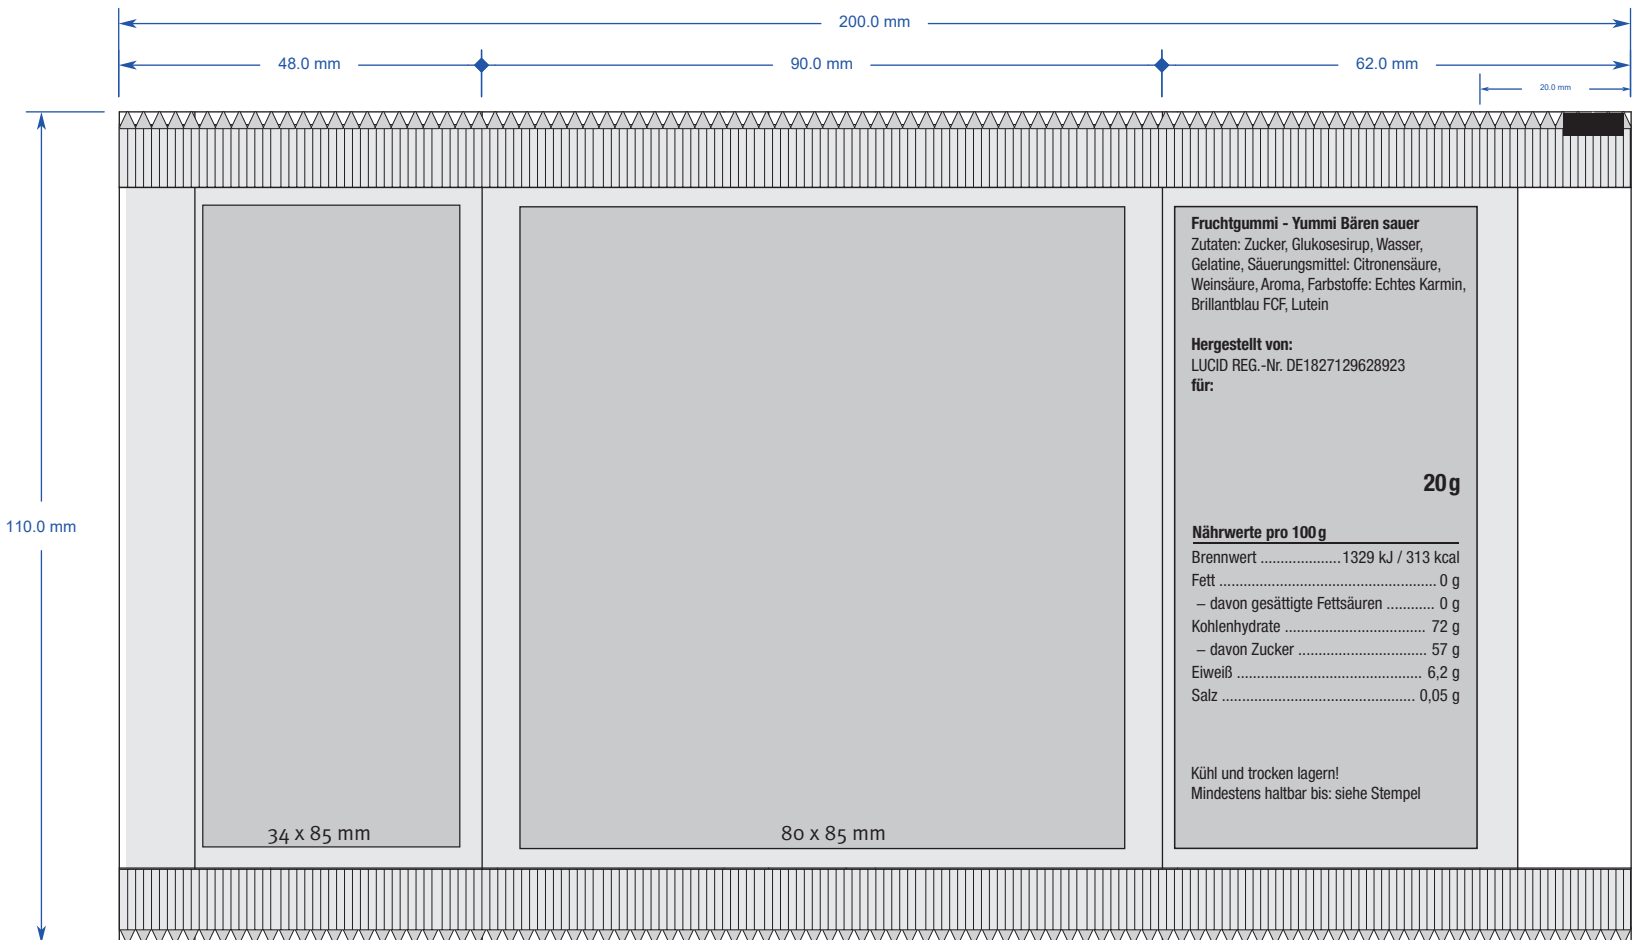 200.0 mm
48.0 mm
90.0 mm
62.0 mm
20.0 mm
110.0 mm
Fruchtgummi - Yummi Bären sauer
Zutaten: Zucker, Glukosesirup, Wasser,
Gelatine, Säuerungsmittel: Citronensäure,
Weinsäure, Aroma, Farbstoffe: Echtes Karmin,
Brillantblau FCF, Lutein
Hergestellt von:
LUCID REG.-Nr. DE1827129628923
für:
20 g
Nährwerte pro 100 g
Brennwert .................... 1329 kJ / 313 kcal
Fett ...................................................... 0 g
– davon gesättigte Fettsäuren ............ 0 g
Kohlenhydrate ................................... 72 g
– davon Zucker ................................ 57 g
Eiweiß .............................................. 6,2 g
Salz ................................................ 0,05 g
Kühl und trocken lagern!
Mindestens haltbar bis: siehe Stempel
34 x 85 mm
80 x 85 mm